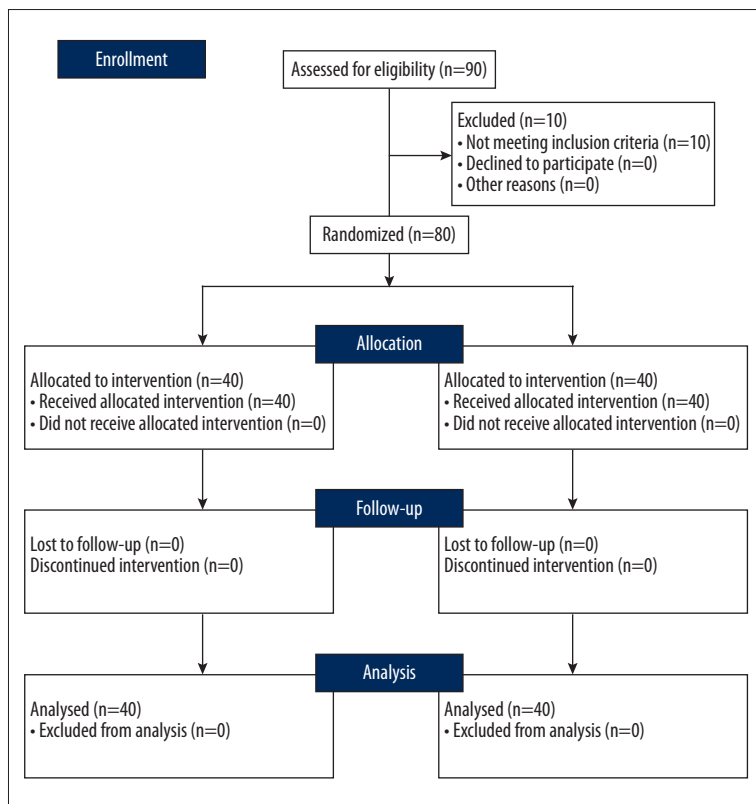 Enrollment
Assessed for eligibility (n=90)
Excluded (n=10)
• Not meeting inclusion criteria (n=10)
• Declined to participate (n=0)
• Other reasons (n=0)
Randomized (n=80)
Allocation
Allocated to intervention (n=40)
• Received allocated intervention (n=40)
• Did not receive allocated intervention (n=0)
Allocated to intervention (n=40)
• Received allocated intervention (n=40)
• Did not receive allocated intervention (n=0)
Follow-up
Lost to follow-up (n=0)
Discontinued intervention (n=0)
Lost to follow-up (n=0)
Discontinued intervention (n=0)
Analysis
Analysed (n=40)
• Excluded from analysis (n=0)
Analysed (n=40)
• Excluded from analysis (n=0)